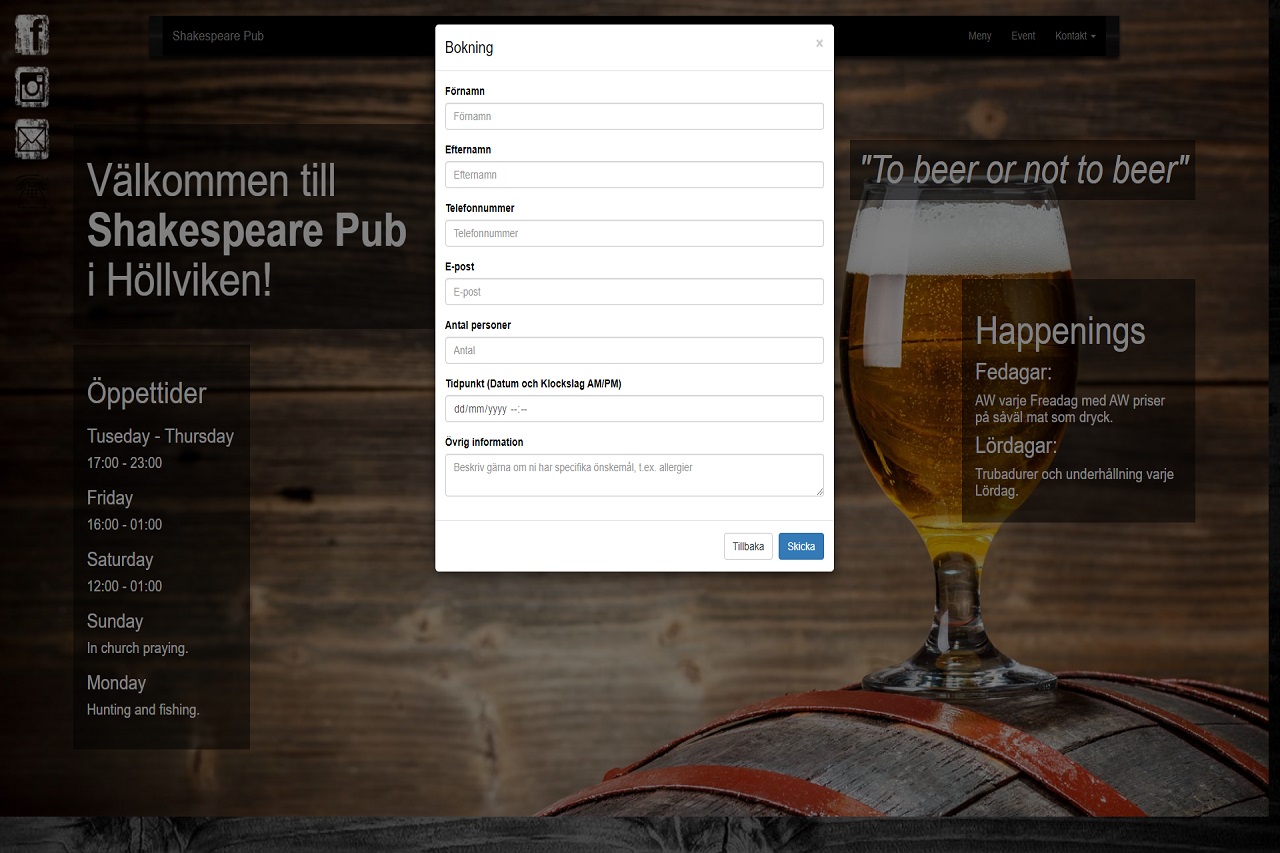 Shakespeare Pub
Meny
Event
Kontakt
Bokning
×
Förnamn
Förnamn
Efternamn
Efternamn
Telefonnummer
Telefonnummer
E-post
E-post
Antal personer
Antal
Tidpunkt (Datum och Klockslag AM/PM)
dd/mm/yyyy --:--
Övrig information
Beskriv gärna om ni har specifika önskemål, t.ex. allergier
Tillbaka
Skicka
Välkommen till
Shakespeare Pub
i Höllviken!
Öppettider
Tuseday - Thursday
17:00 - 23:00
Friday
16:00 - 01:00
Saturday
12:00 - 01:00
Sunday
In church praying.
Monday
Hunting and fishing.
"To beer or not to beer"
Happenings
Fedagar:
AW varje Freadag med AW priser
på såväl mat som dryck.
Lördagar:
Trubadurer och underhållning varje
Lördag.